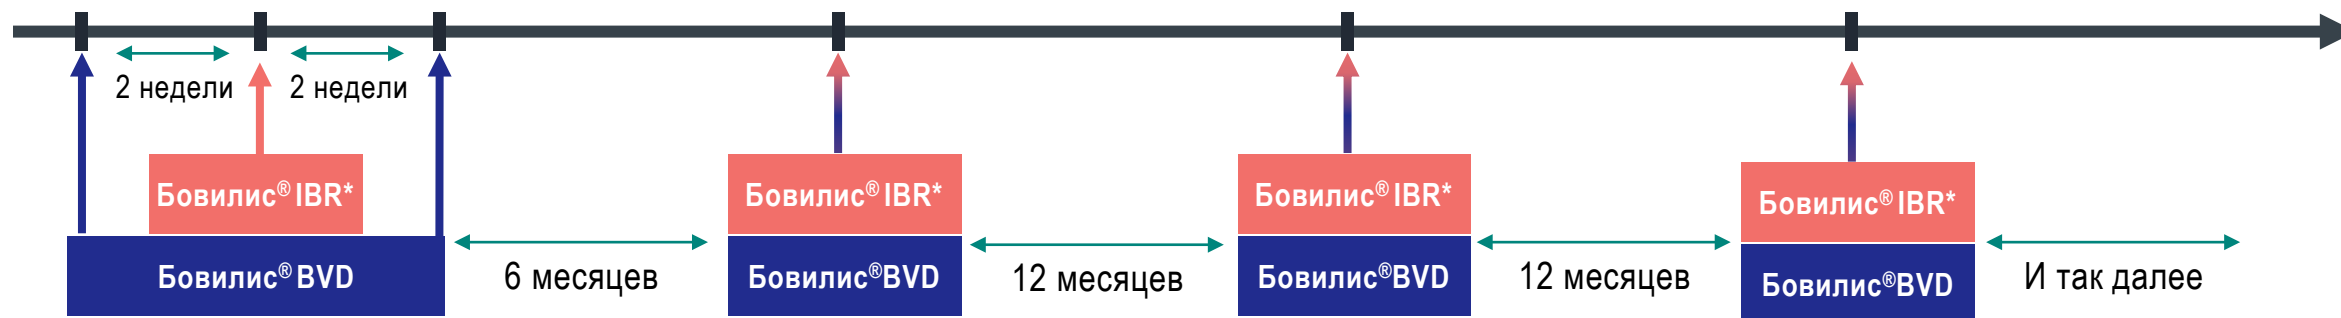 2 недели
2 недели
Бовилис® IBR*
Бовилис® BVD
6 месяцев
Бовилис® IBR*
Бовилис®BVD
12 месяцев
Бовилис® IBR*
Бовилис®BVD
12 месяцев
Бовилис® IBR*
Бовилис®BVD
И так далее